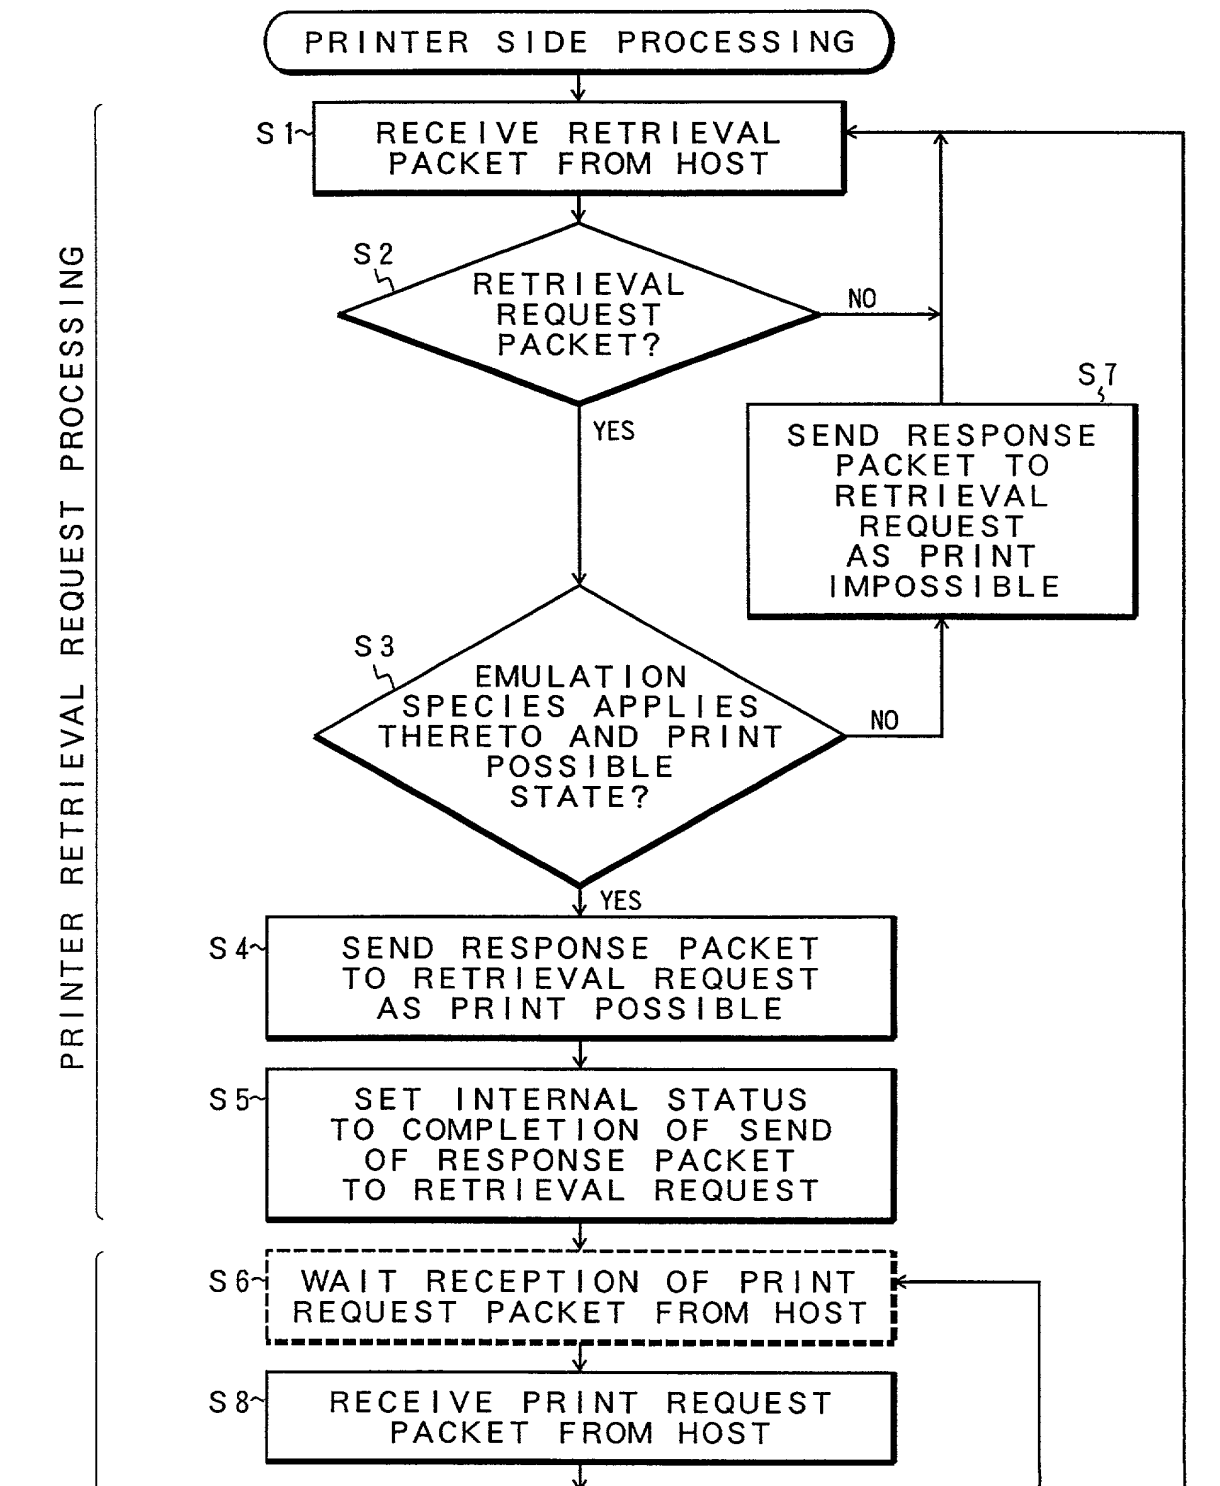 PRINTER SIDE PROCESSING
S1
RECEIVE RETRIEVAL
PACKET FROM HOST
S2
RETRIEVAL
REQUEST
PACKET?
NO
YES
S7
SEND RESPONSE
PACKET TO
RETRIEVAL
REQUEST
AS PRINT
IMPOSSIBLE
S3
EMULATION
SPECIES APPLIES
THERETO AND PRINT
POSSIBLE
STATE?
NO
YES
S4
SEND RESPONSE PACKET
TO RETRIEVAL REQUEST
AS PRINT POSSIBLE
S5
SET INTERNAL STATUS
TO COMPLETION OF SEND
OF RESPONSE PACKET
TO RETRIEVAL REQUEST
PRINTER RETRIEVAL REQUEST PROCESSING
S6
WAIT RECEPTION OF PRINT
REQUEST PACKET FROM HOST
S8
RECEIVE PRINT REQUEST
PACKET FROM HOST